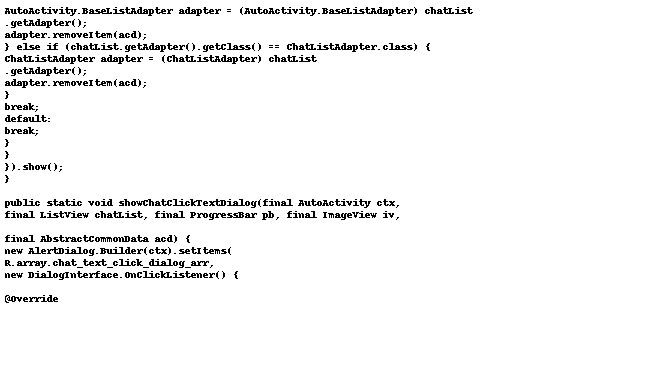 AutoActivity.BaseListAdapter adapter = (AutoActivity.BaseListAdapter) chatList
.getAdapter();
adapter.removeItem(acd);
} else if (chatList.getAdapter().getClass() == ChatListAdapter.class) {
ChatListAdapter adapter = (ChatListAdapter) chatList
.getAdapter();
adapter.removeItem(acd);
}
break;
default:
break;
}
}
}).show();
}

public static void showChatClickTextDialog(final AutoActivity ctx,
final ListView chatList, final ProgressBar pb, final ImageView iv,

final AbstractCommonData acd) {
new AlertDialog.Builder(ctx).setItems(
R.array.chat_text_click_dialog_arr,
new DialogInterface.OnClickListener() {

@Override